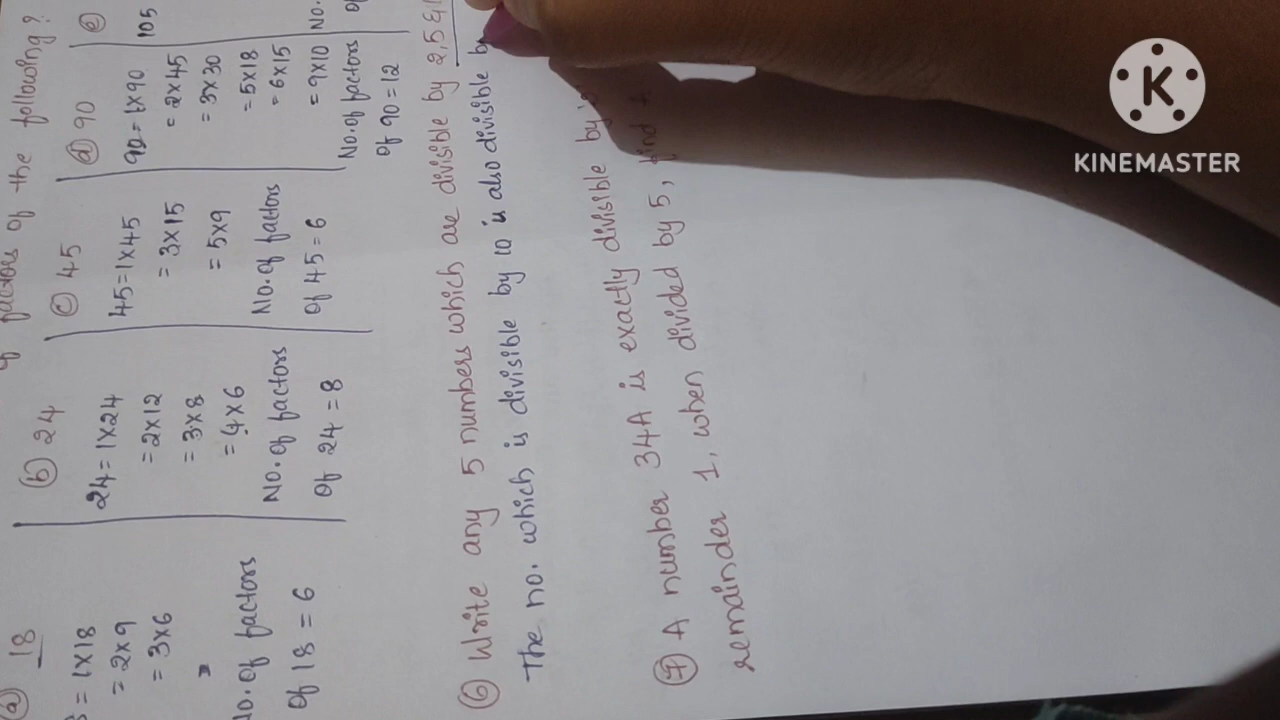 factors of the following?
(a) 18
= 1x18
= 2x9
= 3x6
=
No. of factors
of 18 = 6
(b) 24
24 = 1x24
= 2x12
= 3x8
= 4x6
No. of factors
of 24 = 8
(c) 45
45 = 1x45
= 3x15
= 5x9
No. of factors
of 45 = 6
(d) 90
90 = 1x90
= 2x45
= 3x30
= 5x18
= 6x15
= 9x10
No. of factors
of 90 = 12
(e)
105
No.
(6) Write any 5 numbers which are divisible by 2,5 &
The no. which is divisible by 10 is also divisible by
(7) A number 34A is exactly divisible by
remainder 1, when divided by 5, find
KINEMASTER